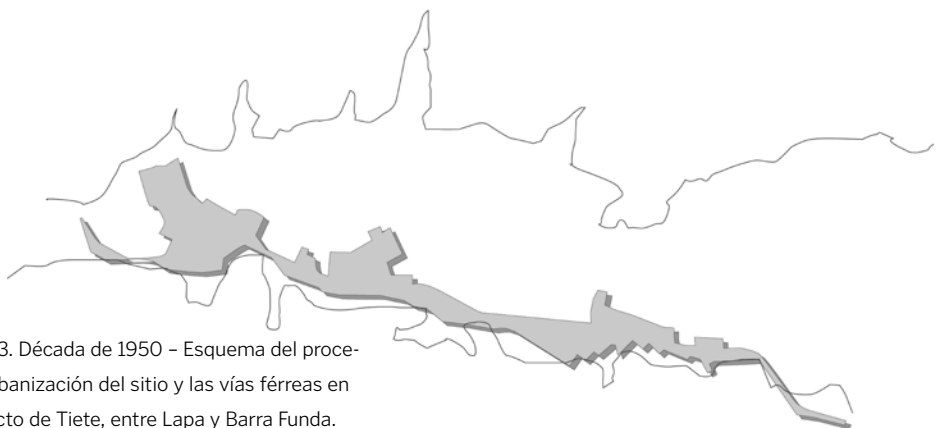 3. Década de 1950 – Esquema del proce-
banización del sitio y las vías férreas en
cto de Tiete, entre Lapa y Barra Funda.